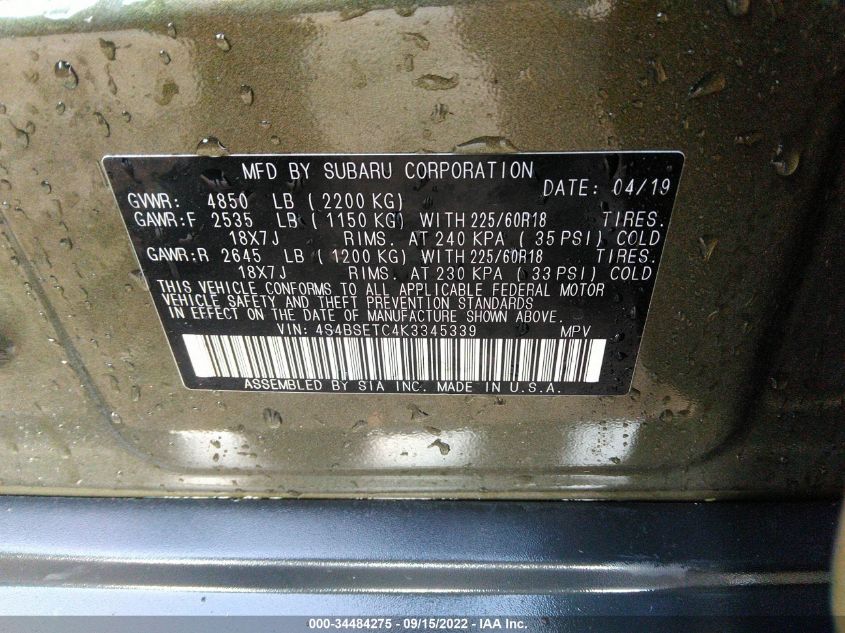 MFD BY SUBARU CORPORATION
DATE: 04/19
GVWR: 4850 LB ( 2200 KG)
GAWR:F 2535 LB ( 1150 KG) WITH 225/60R18 TIRES.
18X7J RIMS. AT 240 KPA ( 35 PSI) COLD
GAWR:R 2645 LB ( 1200 KG) WITH 225/60R18 TIRES.
18X7J RIMS. AT 230 KPA ( 33 PSI) COLD
THIS VEHICLE CONFORMS TO ALL APPLICABLE FEDERAL MOTOR
VEHICLE SAFETY AND THEFT PREVENTION STANDARDS
IN EFFECT ON THE DATE OF MANUFACTURE SHOWN ABOVE.
VIN: 4S4BSETC4K3345339 MPV
ASSEMBLED BY SIA INC. MADE IN U.S.A.
000-34484275 - 09/15/2022 - IAA Inc.